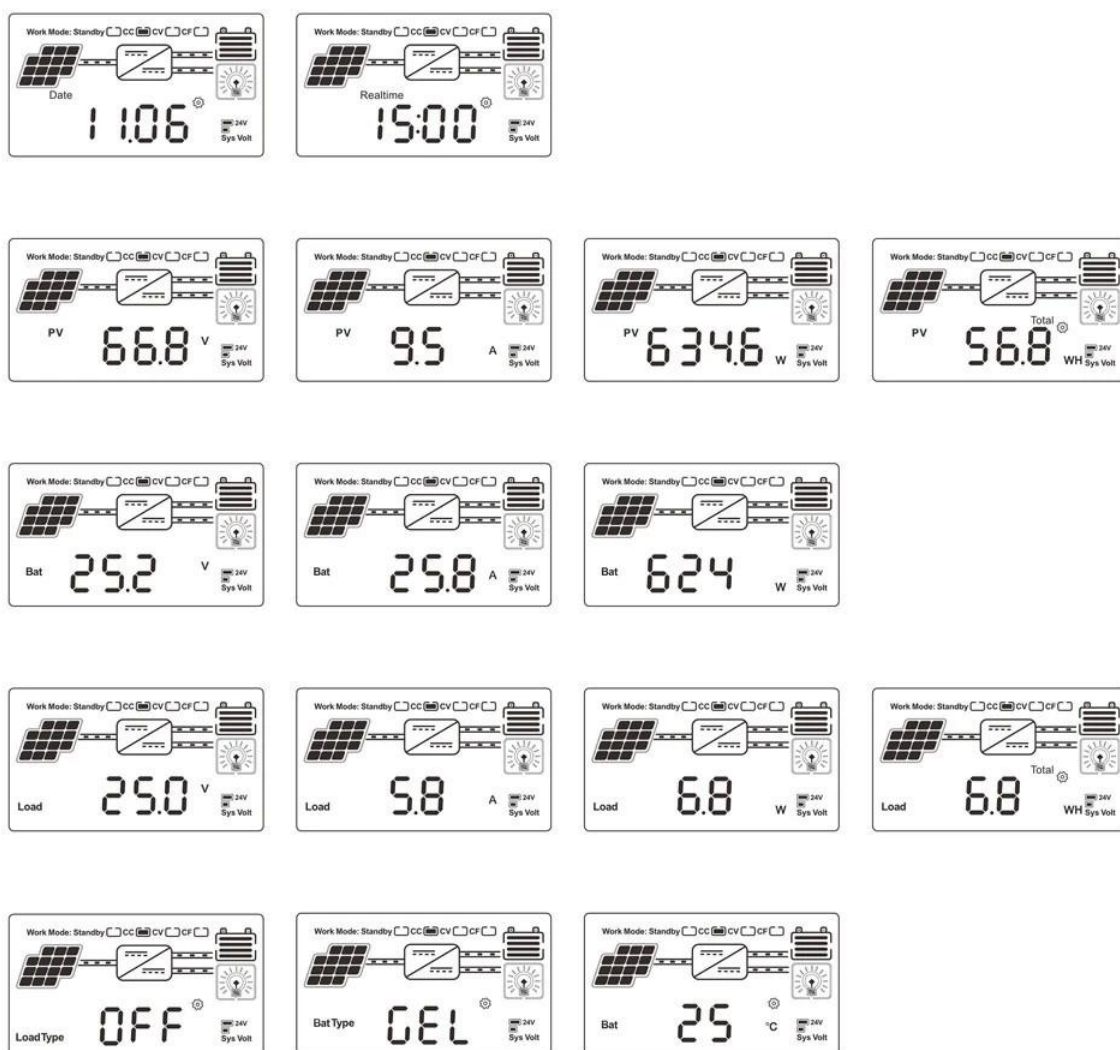 Work Mode: Standby CC CV CF
Date
11.06
24V
Sys Volt
Work Mode: Standby CC CV CF
Realtime
15:00
24V
Sys Volt
Work Mode: Standby CC CV CF
PV 66.8 V
24V
Sys Volt
Work Mode: Standby CC CV CF
PV 9.5 A
24V
Sys Volt
Work Mode: Standby CC CV CF
PV 634.6 W
24V
Sys Volt
Work Mode: Standby CC CV CF
Total
PV 56.8 WH
24V
Sys Volt
Work Mode: Standby CC CV CF
Bat 25.2 V
24V
Sys Volt
Work Mode: Standby CC CV CF
Bat 25.8 A
24V
Sys Volt
Work Mode: Standby CC CV CF
Bat 624 W
24V
Sys Volt
Work Mode: Standby CC CV CF
Load 25.0 V
24V
Sys Volt
Work Mode: Standby CC CV CF
Load 5.8 A
24V
Sys Volt
Work Mode: Standby CC CV CF
Load 6.8 W
24V
Sys Volt
Work Mode: Standby CC CV CF
Total
Load 6.8 WH
24V
Sys Volt
Work Mode: Standby CC CV CF
Load Type OFF
24V
Sys Volt
Work Mode: Standby CC CV CF
Bat Type GEL
24V
Sys Volt
Work Mode: Standby CC CV CF
Bat 25 °C
24V
Sys Volt